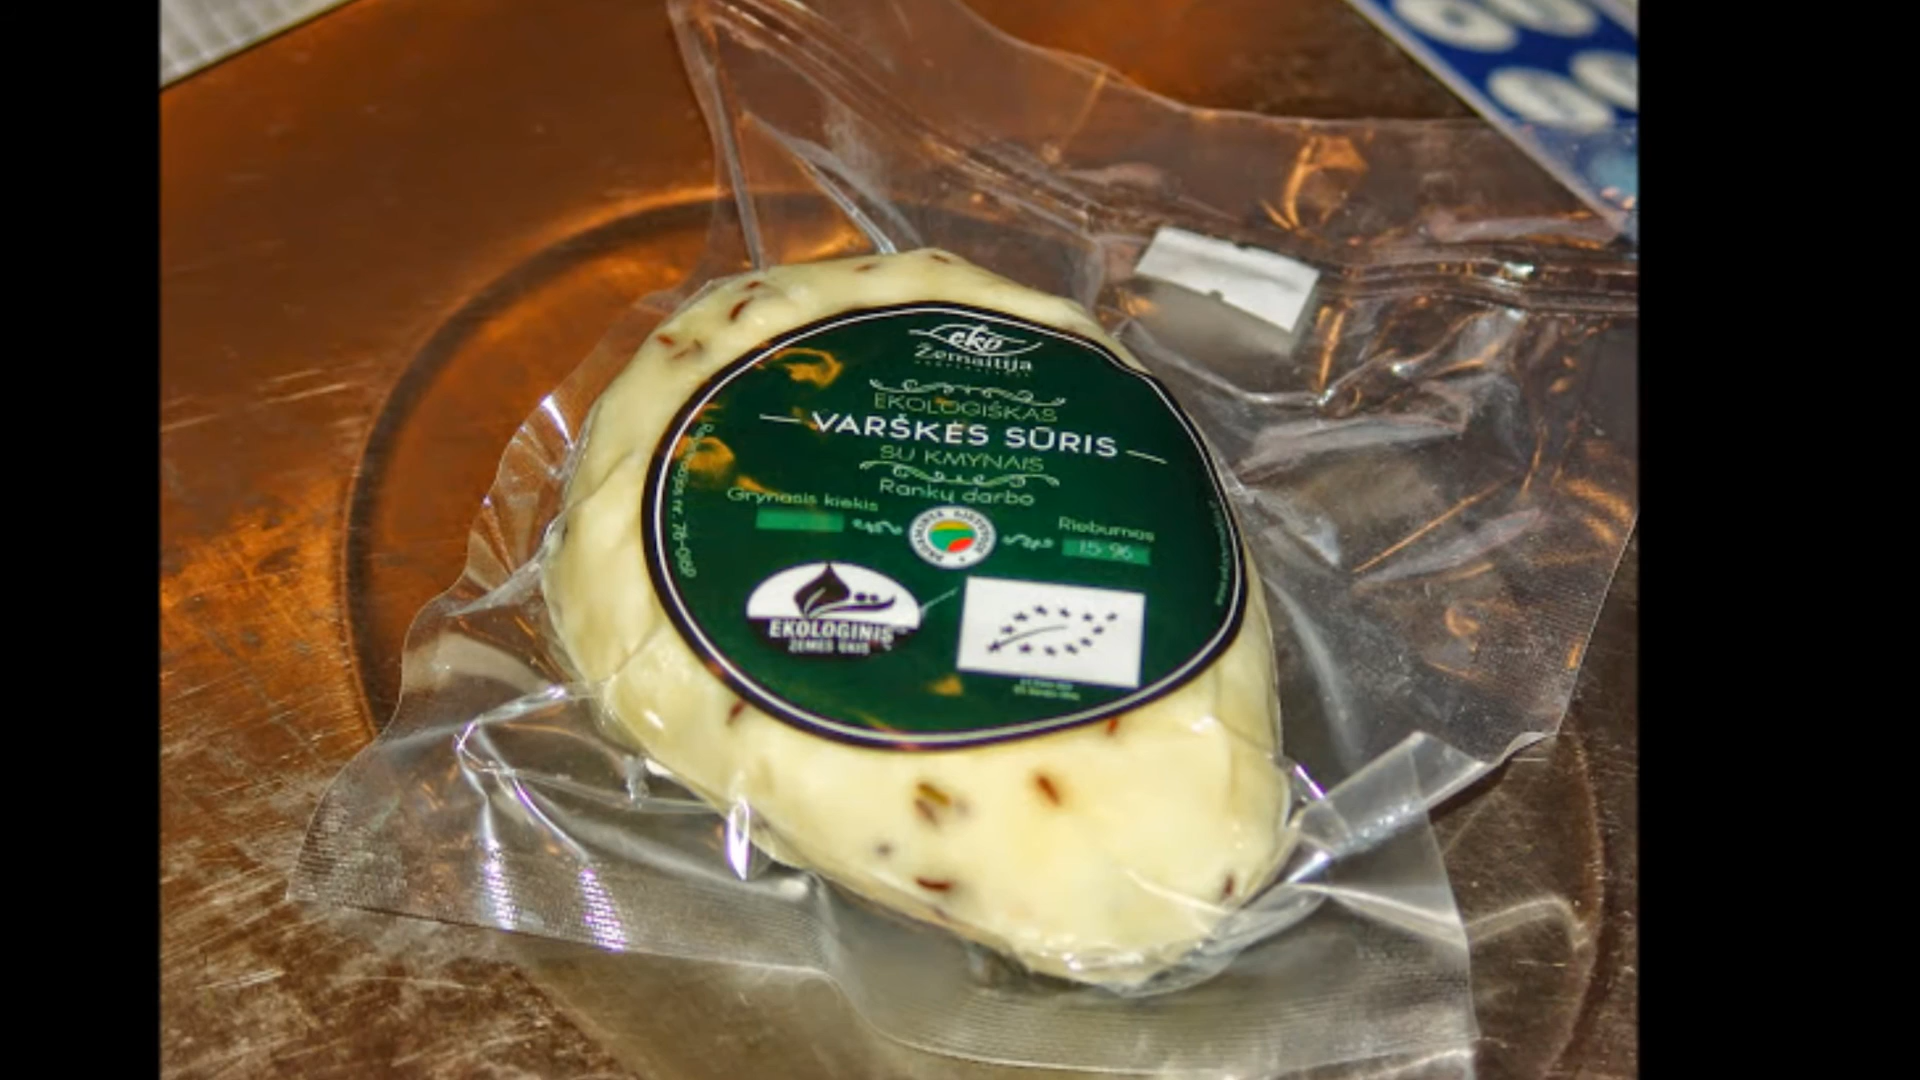 eko
Žemaitija
EKOLOGIŠKAS
VARŠKĖS SŪRIS
SU KMYNAIS
Rankų darbo
Grynasis kiekis
Riebumas
15 %
EKOLOGINIS
ŽEMĖS ŪKIS